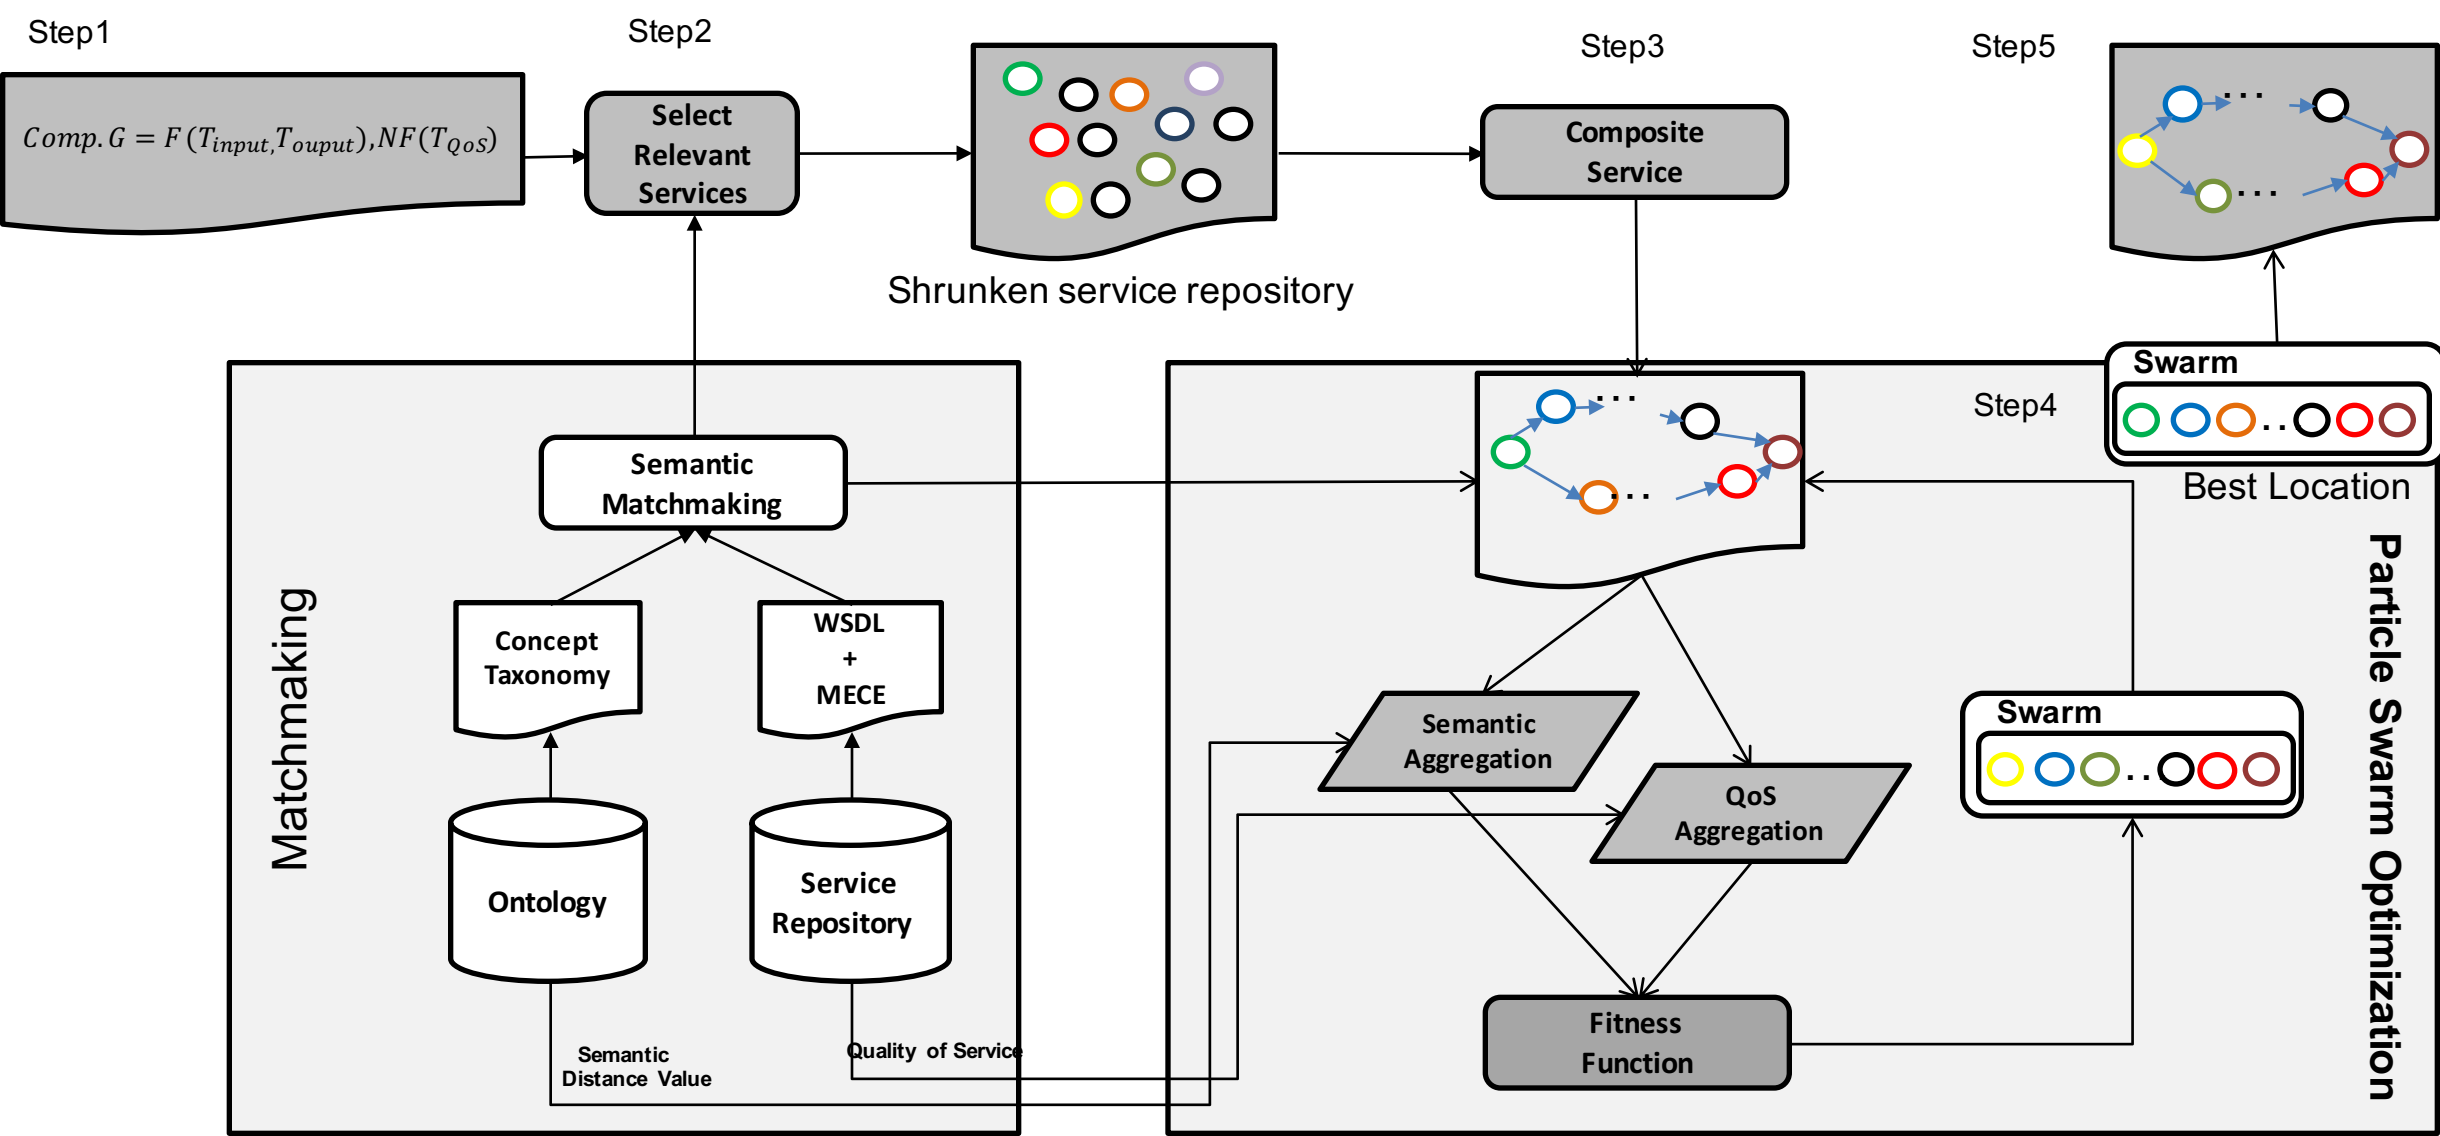 Step1
Step2
Step3
Step5
Comp. G = F(T_input, T_ouput), NF(T_QoS)
Select
Relevant
Services
Composite
Service
Shrunken service repository
Swarm
. .
Best Location
Step4
Matchmaking
Semantic
Matchmaking
Concept
Taxonomy
WSDL
+
MECE
Ontology
Service
Repository
Semantic
Distance Value
Quality of Service
Particle Swarm Optimization
Semantic
Aggregation
QoS
Aggregation
Swarm
. . .
Fitness
Function